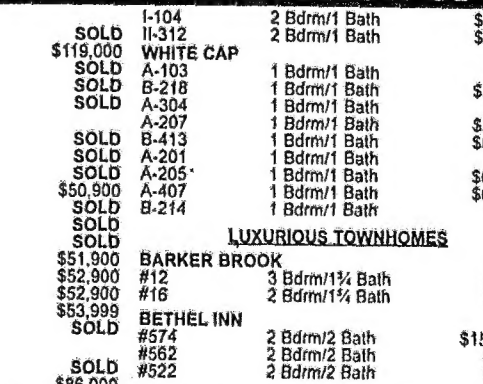 I-104 2 Bdrm/1 Bath $
SOLD II-312 2 Bdrm/1 Bath $
$119,000 WHITE CAP
SOLD A-103 1 Bdrm/1 Bath
SOLD B-218 1 Bdrm/1 Bath $
SOLD A-304 1 Bdrm/1 Bath
A-207 1 Bdrm/1 Bath $
SOLD B-413 1 Bdrm/1 Bath $
SOLD A-201 1 Bdrm/1 Bath
SOLD A-205 1 Bdrm/1 Bath $
$50,900 A-407 1 Bdrm/1 Bath $
SOLD B-214 1 Bdrm/1 Bath
SOLD
SOLD LUXURIOUS TOWNHOMES
$51,900 BARKER BROOK
$52,900 #12 3 Bdrm/1¾ Bath
$52,900 #16 2 Bdrm/1¾ Bath
$53,999
SOLD BETHEL INN
#574 2 Bdrm/2 Bath $15
#562 2 Bdrm/2 Bath
SOLD #522 2 Bdrm/2 Bath
$86,000